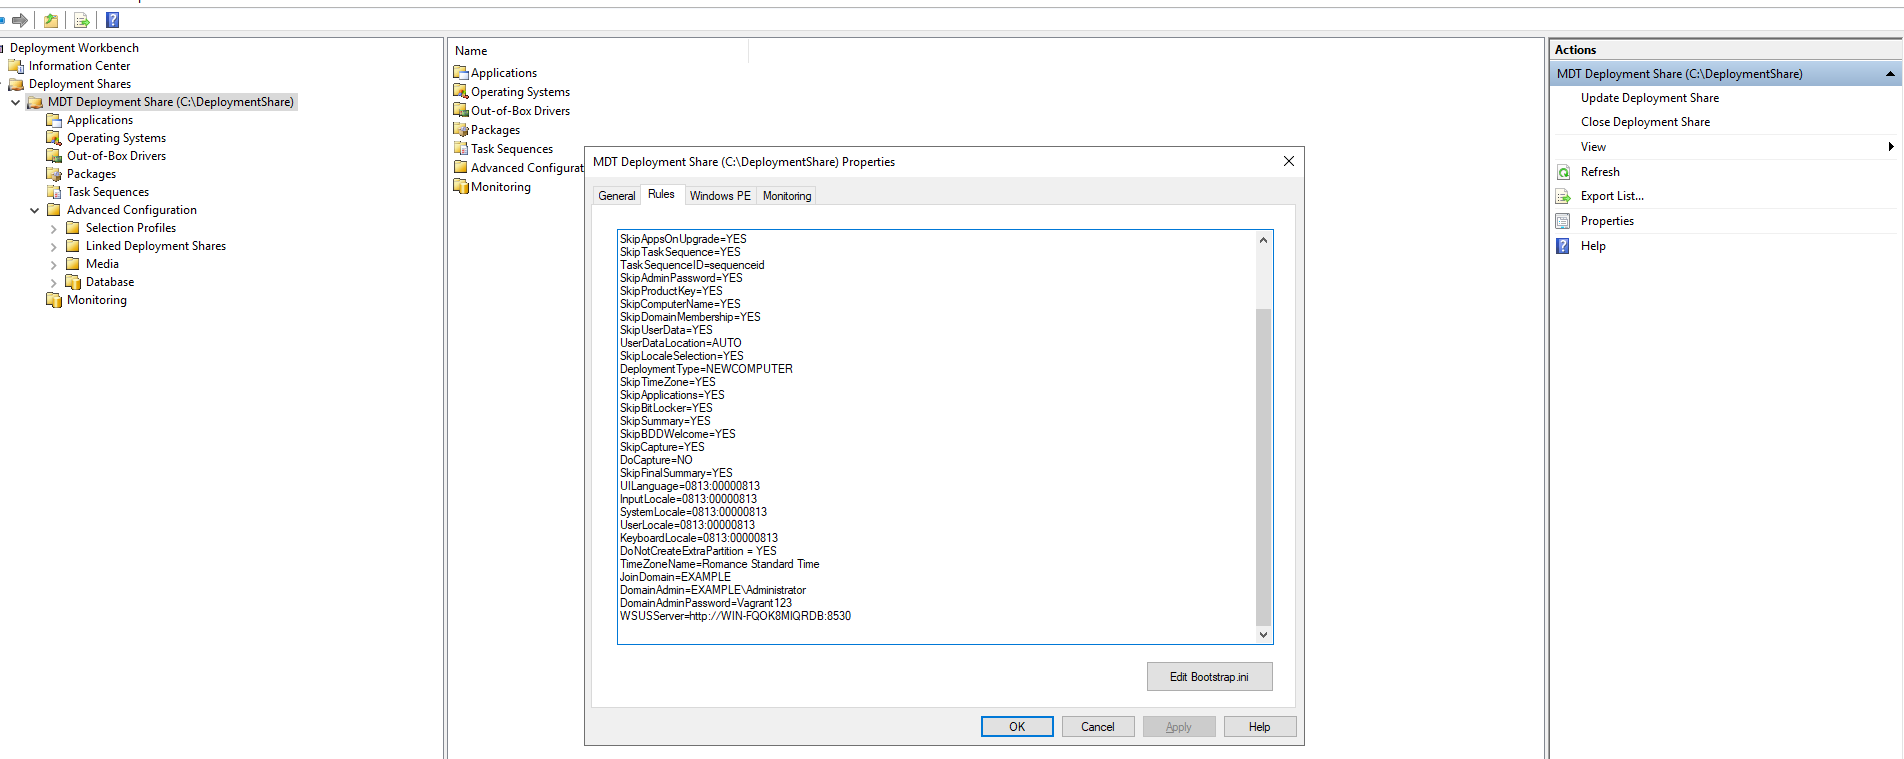 Deployment Workbench
Information Center
Deployment Shares
MDT Deployment Share (C:\DeploymentShare)
Applications
Operating Systems
Out-of-Box Drivers
Packages
Task Sequences
Advanced Configuration
Selection Profiles
Linked Deployment Shares
Media
Database
Monitoring
Name
Applications
Operating Systems
Out-of-Box Drivers
Packages
Task Sequences
Advanced Configurat
Monitoring
MDT Deployment Share (C:\DeploymentShare) Properties
General Rules Windows PE Monitoring
SkipAppsOnUpgrade=YES
SkipTaskSequence=YES
TaskSequenceID=sequenceid
SkipAdminPassword=YES
SkipProductKey=YES
SkipComputerName=YES
SkipDomainMembership=YES
SkipUserData=YES
UserDataLocation=AUTO
SkipLocaleSelection=YES
DeploymentType=NEWCOMPUTER
SkipTimeZone=YES
SkipApplications=YES
SkipBitLocker=YES
SkipSummary=YES
SkipBDDWelcome=YES
SkipCapture=YES
DoCapture=NO
SkipFinalSummary=YES
UILanguage=0813:00000813
InputLocale=0813:00000813
SystemLocale=0813:00000813
UserLocale=0813:00000813
KeyboardLocale=0813:00000813
DoNotCreateExtraPartition = YES
TimeZoneName=Romance Standard Time
JoinDomain=EXAMPLE
DomainAdmin=EXAMPLE\Administrator
DomainAdminPassword=Vagrant123
WSUSServer=http://WIN-FQOK8MIQRDB:8530
Edit Bootstrap.ini
OK Cancel Apply Help
Actions
MDT Deployment Share (C:\DeploymentShare)
Update Deployment Share
Close Deployment Share
View
Refresh
Export List...
Properties
Help